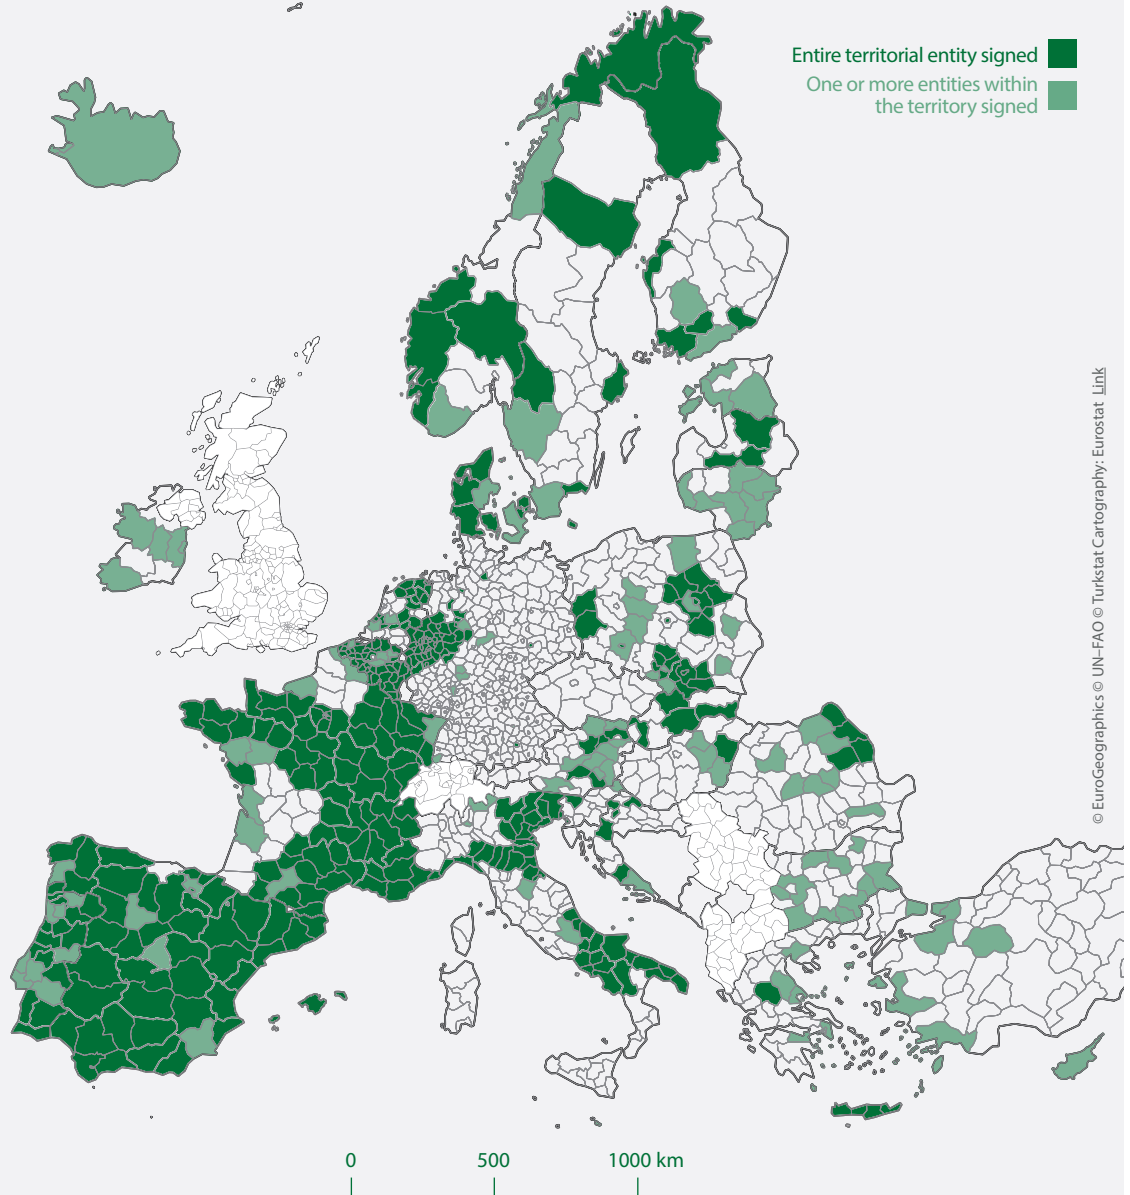 Entire territorial entity signed
One or more entities within
the territory signed
© EuroGeographics © UN–FAO © Turkstat Cartography: Eurostat Link
0 500 1000 km